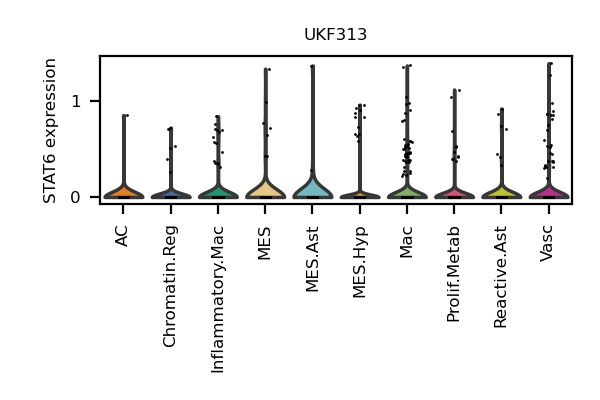 UKF313
STAT6 expression
1
0
AC
Chromatin.Reg
Inflammatory.Mac
MES
MES.Ast
MES.Hyp
Mac
Prolif.Metab
Reactive.Ast
Vasc